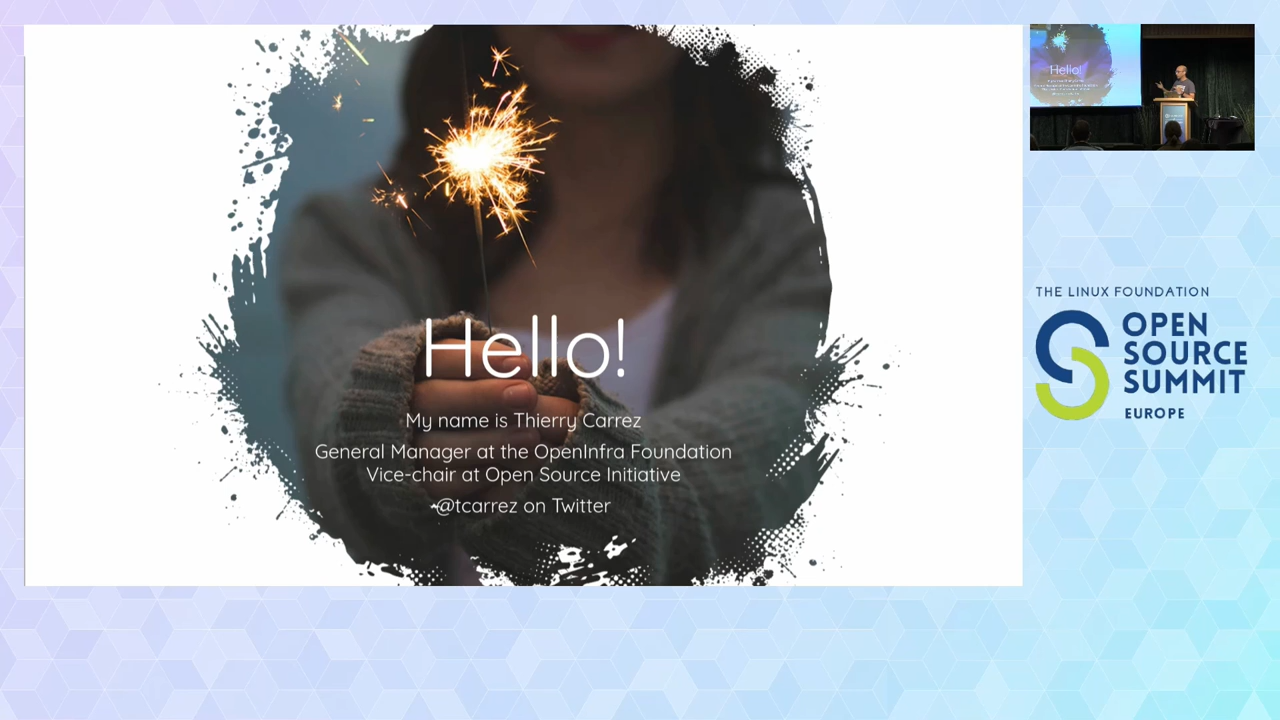 Hello!
My name is Thierry Carrez
General Manager at the OpenInfra Foundation
Vice-chair at Open Source Initiative
@tcarrez on Twitter
Hello!
THE LINUX FOUNDATION
OPEN
SOURCE
SUMMIT
EUROPE